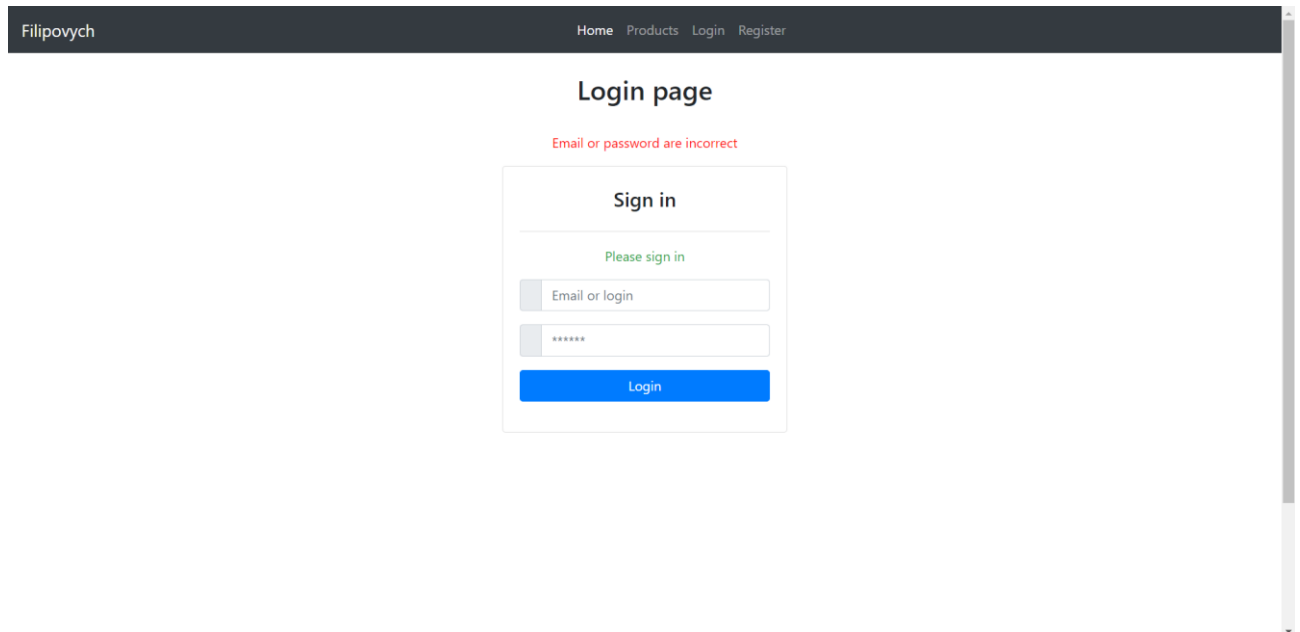 Filipovych Home Products Login Register
Login page
Email or password are incorrect
Sign in
Please sign in
Email or login
******
Login